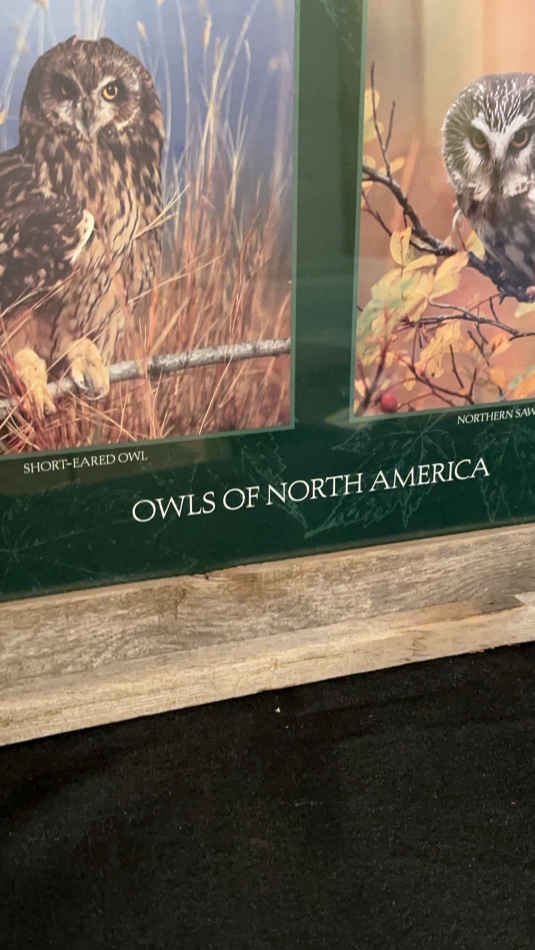 SHORT-EARED OWL
NORTHERN SAW
OWLS OF NORTH AMERICA